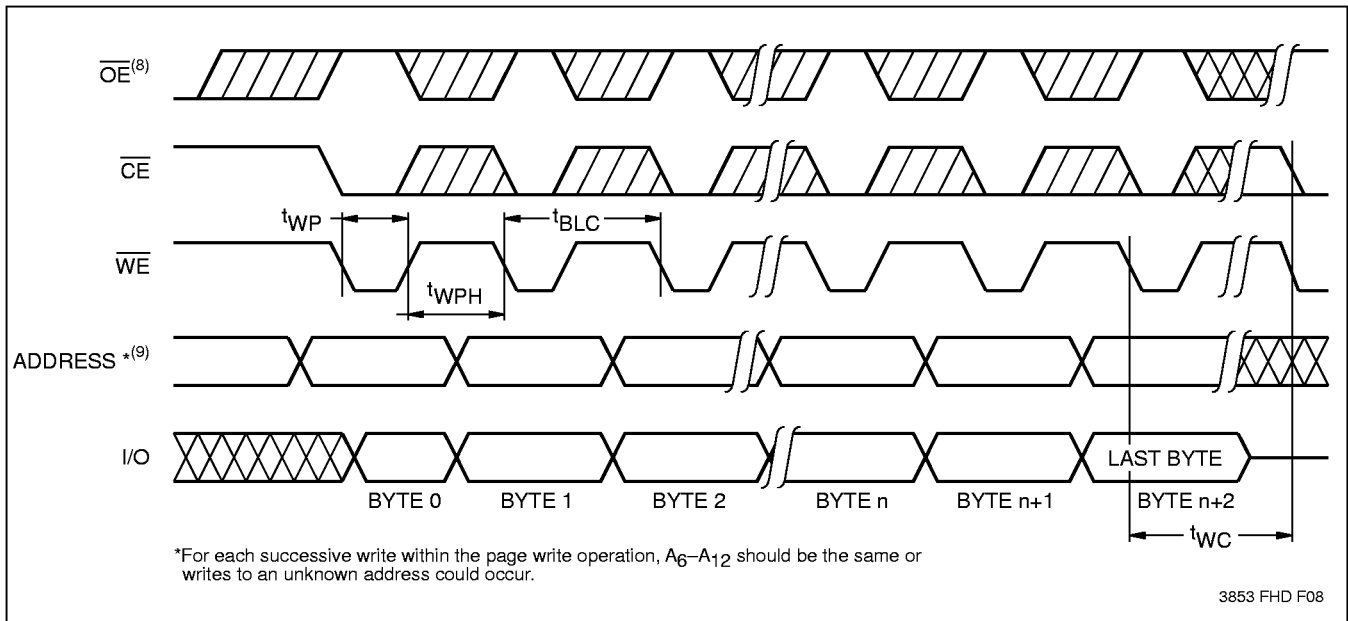 OE(8)
CE
tWP
tBLC
WE
tWPH
ADDRESS *(9)
I/O
LAST BYTE
BYTE 0 BYTE 1 BYTE 2 BYTE n BYTE n+1 BYTE n+2
tWC
*For each successive write within the page write operation, A6–A12 should be the same or
writes to an unknown address could occur.
3853 FHD F08